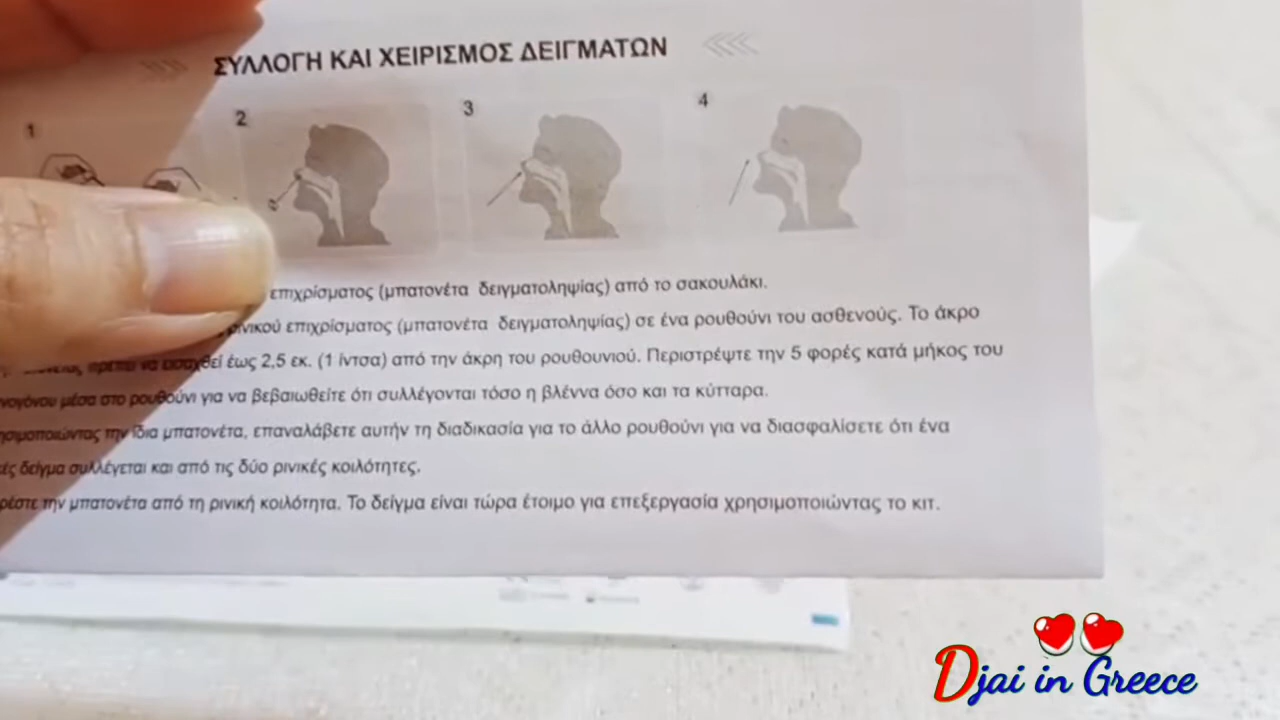 ΣΥΛΛΟΓΗ ΚΑΙ ΧΕΙΡΙΣΜΟΣ ΔΕΙΓΜΑΤΩΝ
1 2 3 4
επιχρίσματος (μπατονέτα δειγματοληψίας) από το σακουλάκι.
επιχρίσματος (μπατονέτα δειγματοληψίας) σε ένα ρουθούνι του ασθενούς. Το άκρο
πρέπει να εισαχθεί έως 2,5 εκ. (1 ίντσα) από την άκρη του ρουθουνιού. Περιστρέψτε την 5 φορές κατά μήκος του
μέσα στο ρουθούνι για να βεβαιωθείτε ότι συλλέγονται τόσο η βλέννα όσο και τα κύτταρα.
την ίδια μπατονέτα, επαναλάβετε αυτήν τη διαδικασία για το άλλο ρουθούνι για να διασφαλίσετε ότι ένα
δείγμα συλλέγεται και από τις δύο ρινικές κοιλότητες.
την μπατονέτα από τη ρινική κοιλότητα. Το δείγμα είναι τώρα έτοιμο για επεξεργασία χρησιμοποιώντας το κιτ.
Djai in Greece